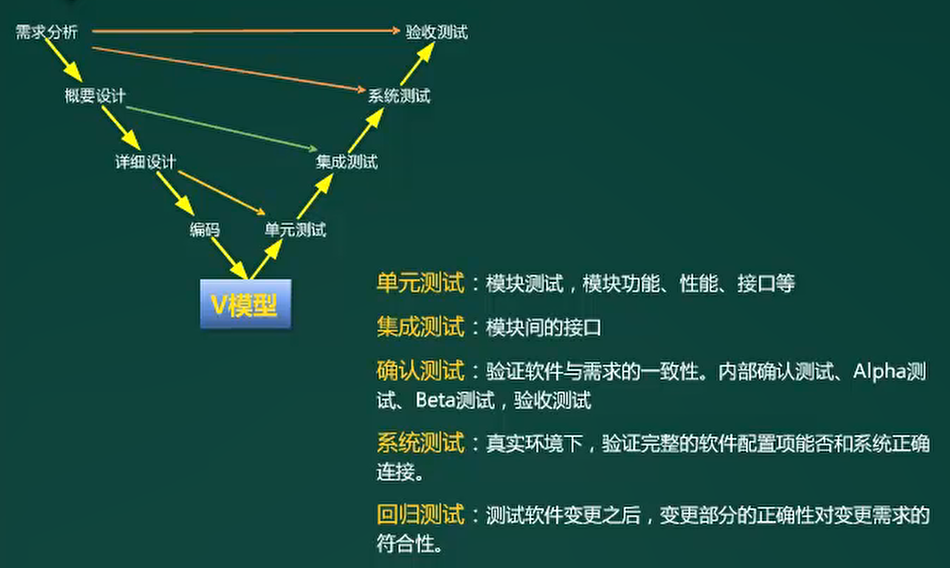 需求分析
验收测试
概要设计
系统测试
详细设计
集成测试
编码
单元测试
V模型
单元测试：模块测试，模块功能、性能、接口等
集成测试：模块间的接口
确认测试：验证软件与需求的一致性。内部确认测试、Alpha测
试、Beta测试，验收测试
系统测试：真实环境下，验证完整的软件配置项能否和系统正确
连接。
回归测试：测试软件变更之后，变更部分的正确性对变更需求的
符合性。